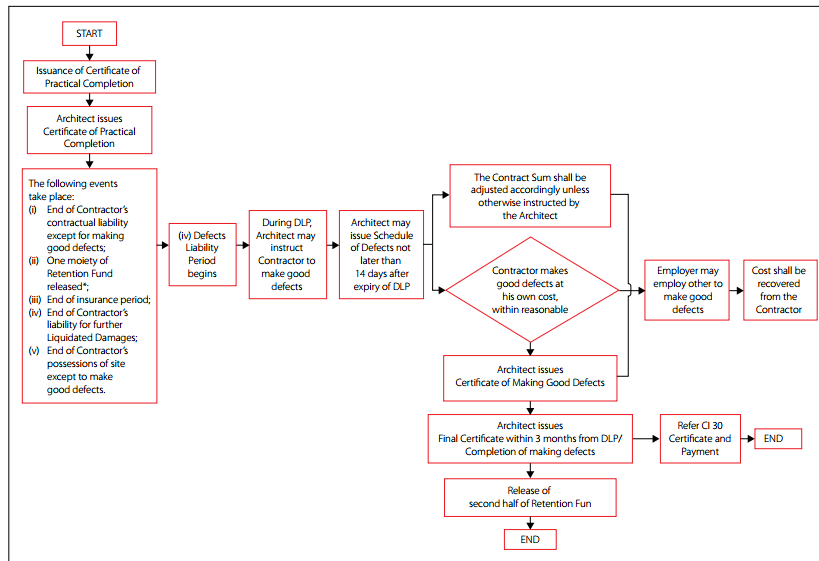 START
Issuance of Certificate of
Practical Completion
Architect issues
Certificate of Practical
Completion
The following events
take place:
(i) End of Contractor's
contractual liability
except for making
good defects;
(ii) One moiety of
Retention Fund
released*;
(iii) End of insurance period;
(iv) End of Contractor's
liability for further
Liquidated Damages;
(v) End of Contractor's
possessions of site
except to make
good defects.
(iv) Defects
Liability
Period
begins
During DLP,
Architect may
instruct Contractor
to make good
defects
Architect may
issue Schedule
of Defects not
later than
14 days after
expiry of DLP
The Contract Sum shall be
adjusted accordingly unless
otherwise instructed by
the Architect
Contractor makes
good defects at
his own cost,
within reasonable
Employer may
employ other to
make good
defects
Cost shall be
recovered
from the
Contractor
Architect issues
Certificate of Making Good Defects
Architect issues
Final Certificate within 3 months from DLP/
Completion of making defects
Refer CI 30
Certificate and
Payment
END
Release of
second half of Retention Fun
END